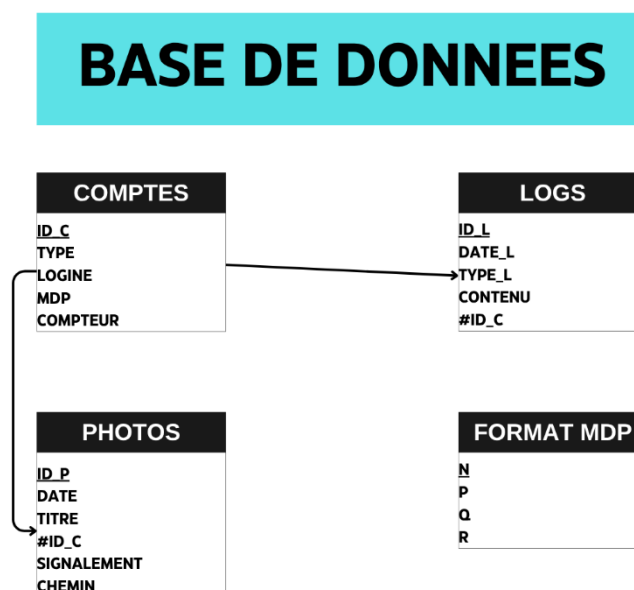 BASE DE DONNEES
COMPTES
ID_C
TYPE
LOGINE
MDP
COMPTEUR
LOGS
ID_L
DATE_L
TYPE_L
CONTENU
#ID_C
PHOTOS
ID_P
DATE
TITRE
#ID_C
SIGNALEMENT
CHEMIN
FORMAT MDP
N
P
Q
R